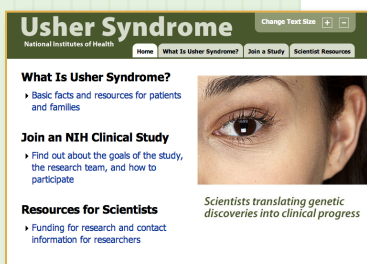 Usher Syndrome
National Institutes of Health
Change Text Size + -
Home What Is Usher Syndrome? Join a Study Scientist Resources
What Is Usher Syndrome?
Basic facts and resources for patients
and families
Join an NIH Clinical Study
Find out about the goals of the study,
the research team, and how to
participate
Resources for Scientists
Funding for research and contact
information for researchers
Scientists translating genetic
discoveries into clinical progress